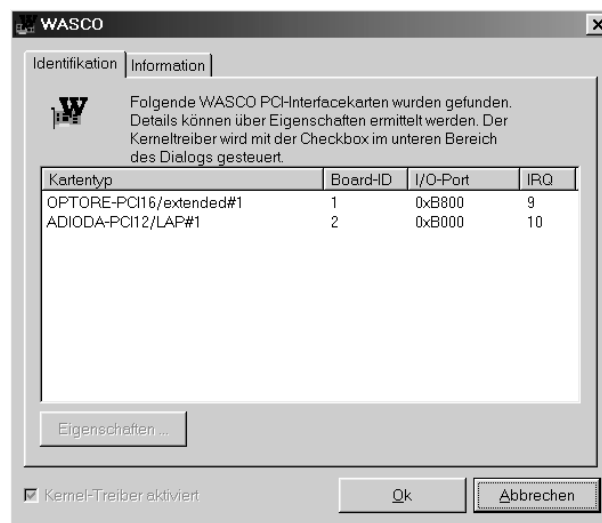 WASCO
Identifikation
Information
Folgende WASCO PCI-Interfacekarten wurden gefunden.
Details können über Eigenschaften ermittelt werden. Der
Kerneltreiber wird mit der Checkbox im unteren Bereich
des Dialogs gesteuert.
Kartentyp Board-ID I/O-Port IRQ
OPTORE-PCI16/extended#1 1 0xB800 9
ADIODA-PCI12/LAP#1 2 0xB000 10
Eigenschaften ...
Kernel-Treiber aktiviert
Ok
Abbrechen